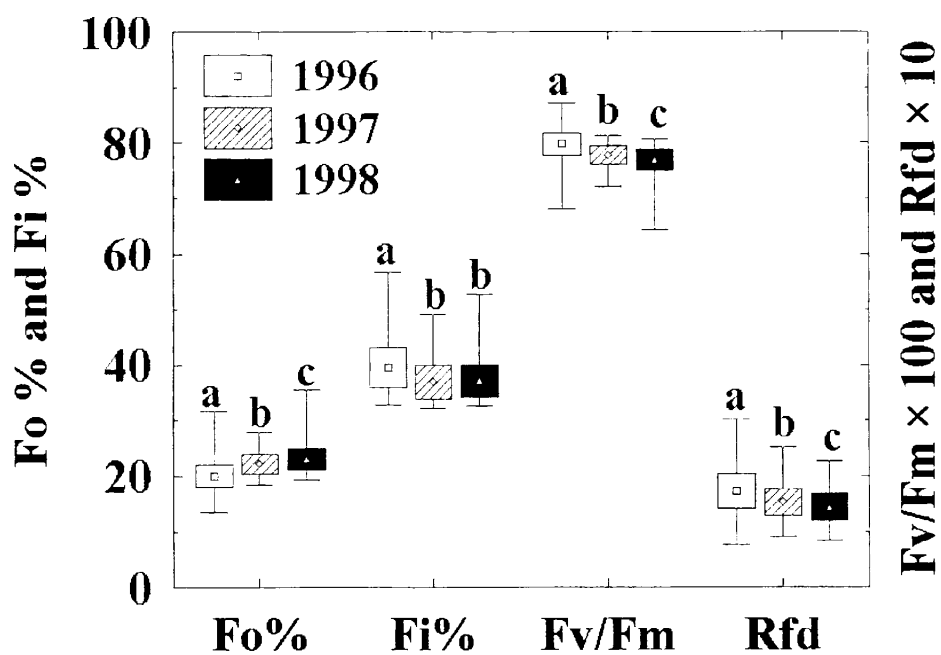 Fo % and Fi %
100
80
60
40
20
0
1996
1997
1998
a
b
c
a
b
b
a
b
c
a
b
c
Fo%
Fi%
Fv/Fm
Rfd
Fv/Fm × 100 and Rfd × 10